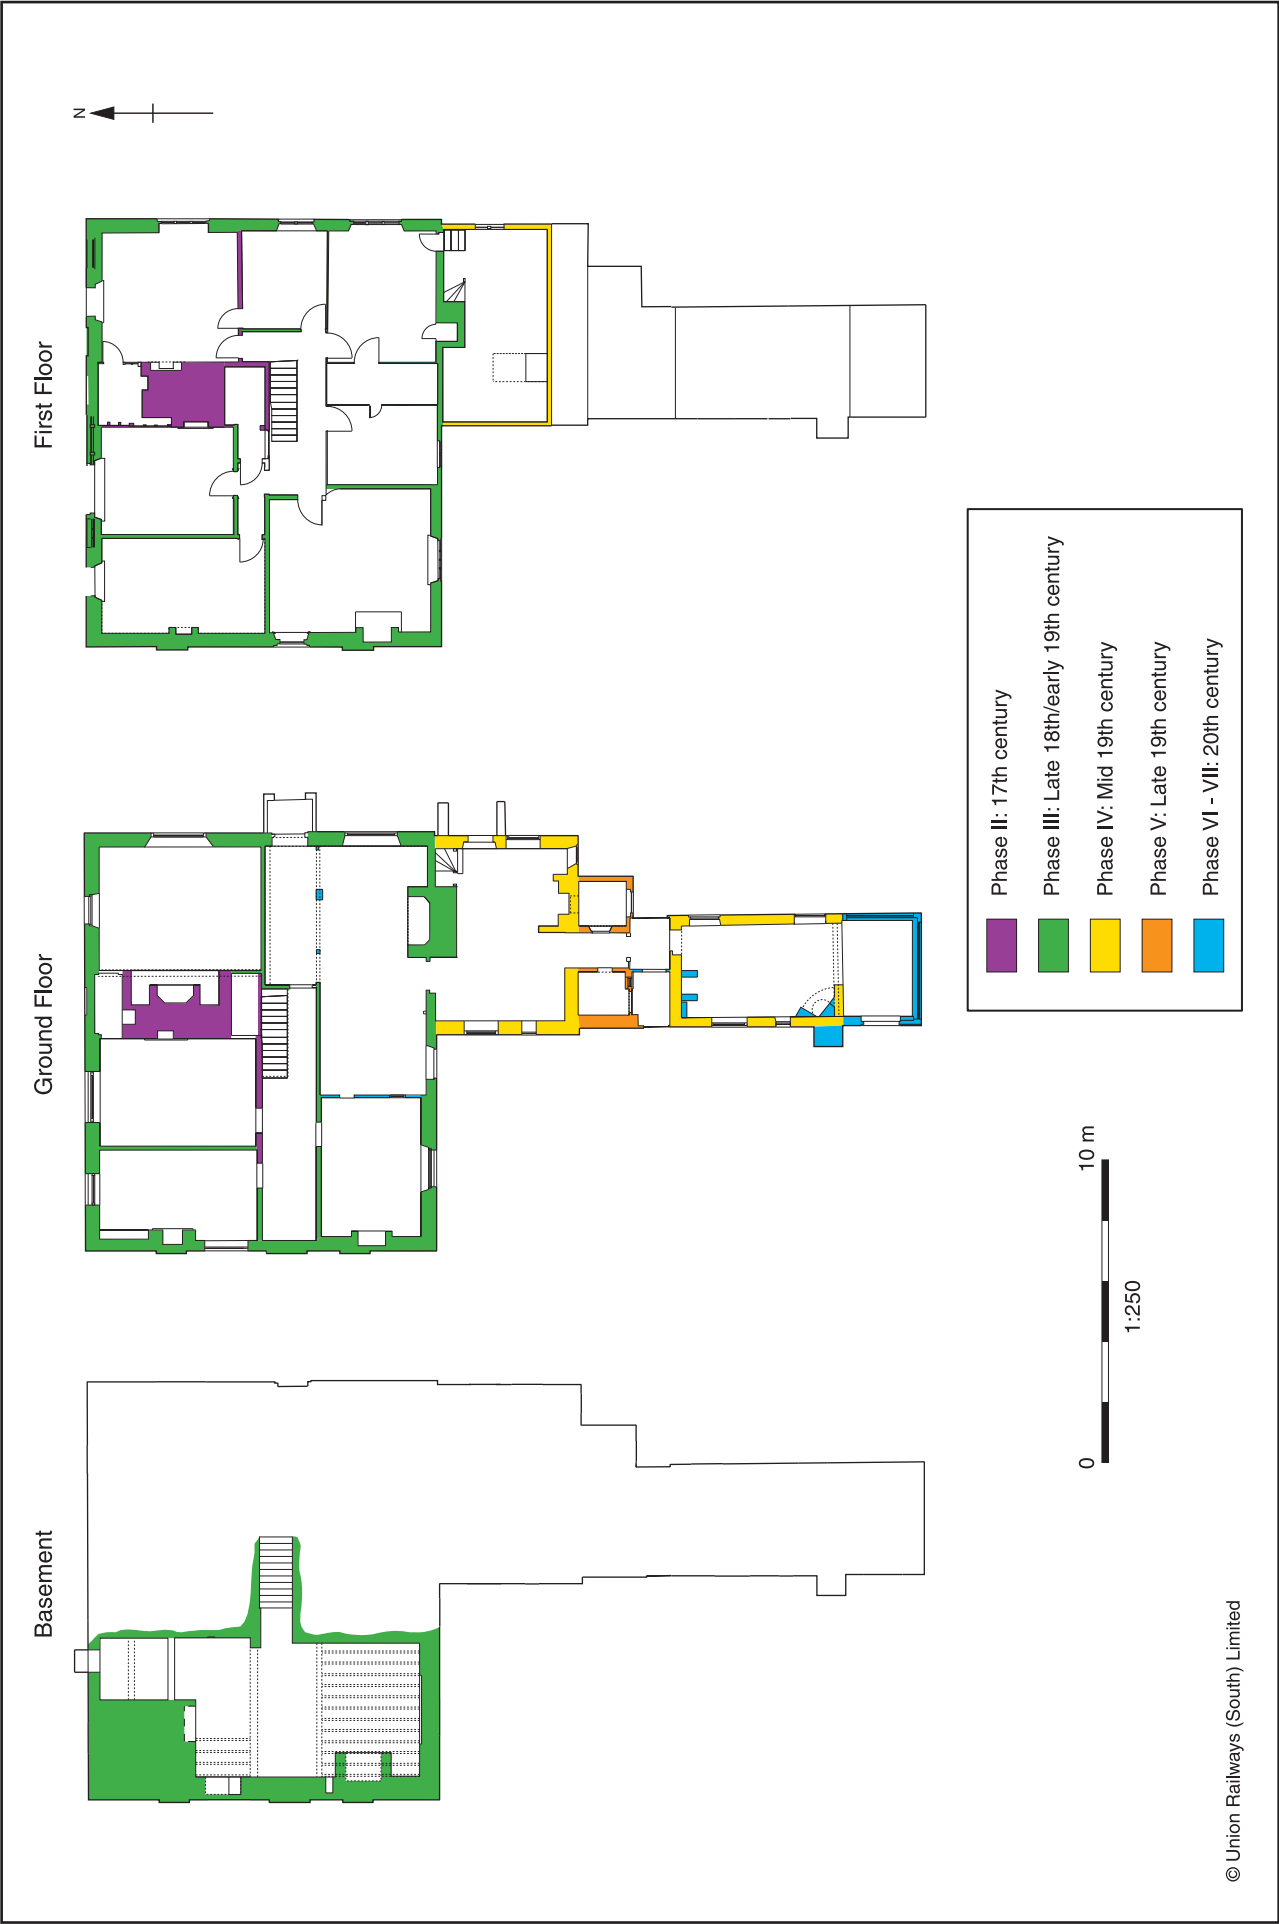 Basement
Ground Floor
First Floor
N
0
10 m
1:250
Phase II: 17th century
Phase III: Late 18th/early 19th century
Phase IV: Mid 19th century
Phase V: Late 19th century
Phase VI - VII: 20th century
© Union Railways (South) Limited